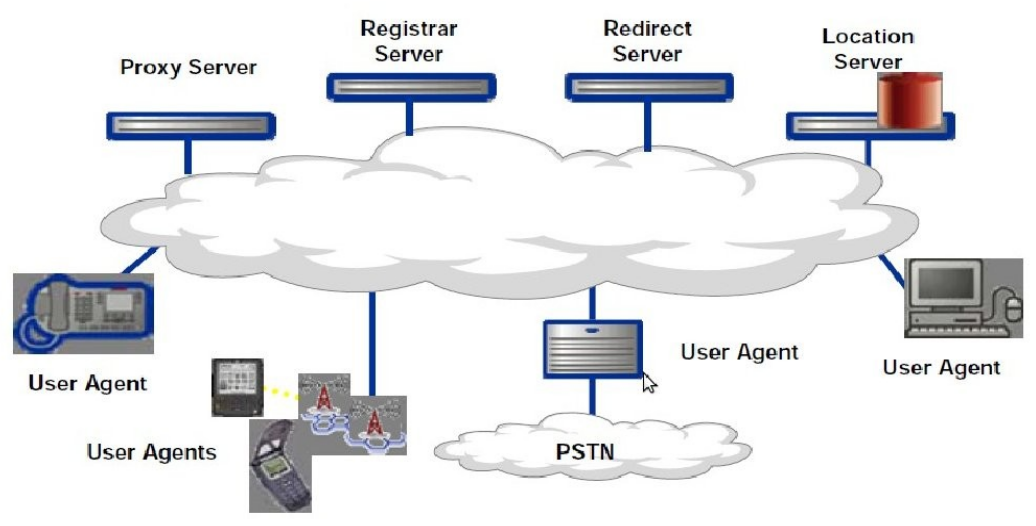 Proxy Server
Registrar
Server
Redirect
Server
Location
Server
User Agent
User Agents
User Agent
PSTN
User Agent